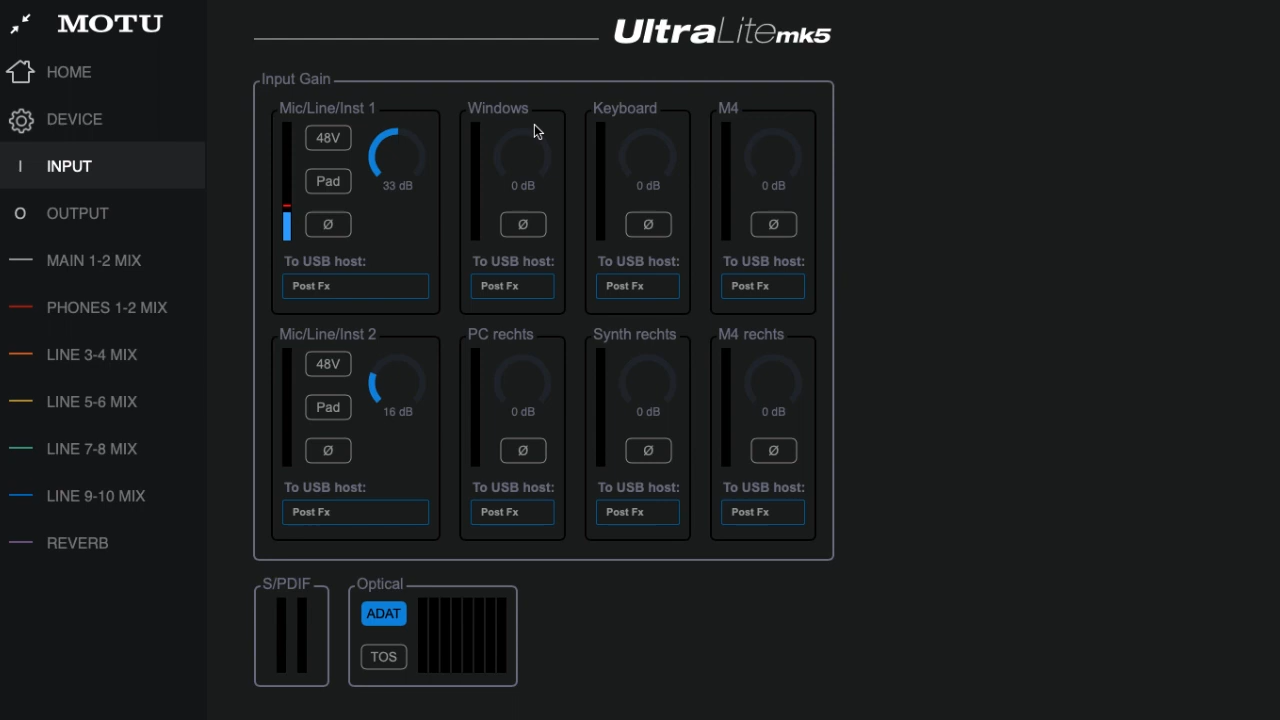 MOTU
HOME
DEVICE
I INPUT
O OUTPUT
MAIN 1-2 MIX
PHONES 1-2 MIX
LINE 3-4 MIX
LINE 5-6 MIX
LINE 7-8 MIX
LINE 9-10 MIX
REVERB
UltraLite mk5
Input Gain
Mic/Line/Inst 1
48V
Pad
Ø
33 dB
To USB host:
Post Fx
Windows
0 dB
Ø
To USB host:
Post Fx
Keyboard
0 dB
Ø
To USB host:
Post Fx
M4
0 dB
Ø
To USB host:
Post Fx
Mic/Line/Inst 2
48V
Pad
Ø
16 dB
To USB host:
Post Fx
PC rechts
0 dB
Ø
To USB host:
Post Fx
Synth rechts
0 dB
Ø
To USB host:
Post Fx
M4 rechts
0 dB
Ø
To USB host:
Post Fx
S/PDIF
Optical
ADAT
TOS